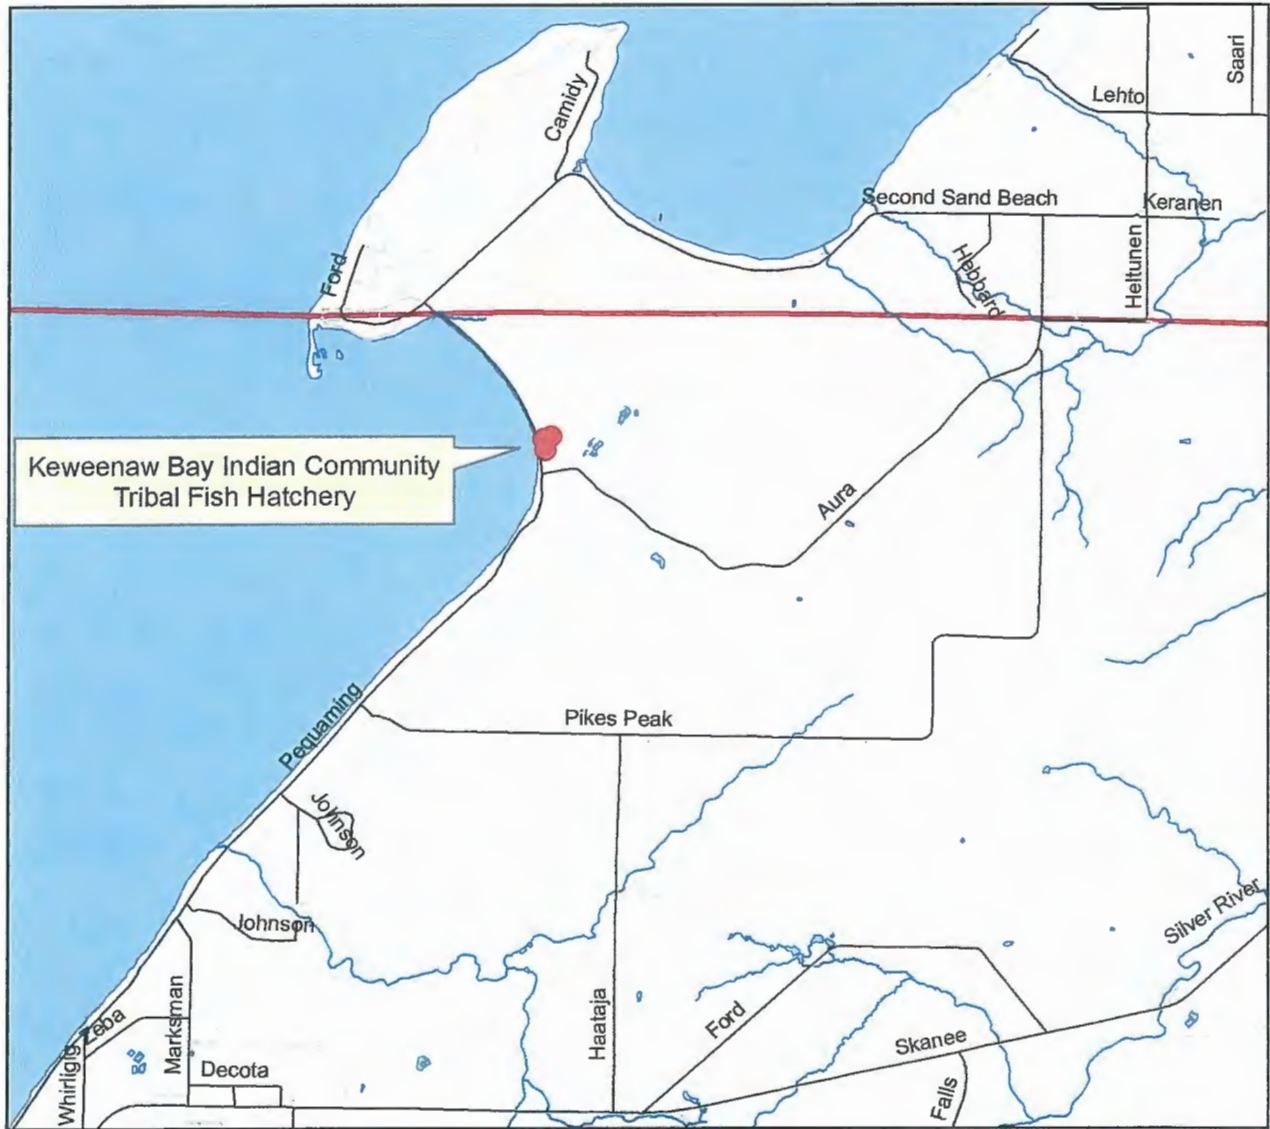 Saari
Lehto
Camidy
Second Sand Beach
Keranen
Ford
Hebbard
Heltunen
Keweenaw Bay Indian Community
Tribal Fish Hatchery
Aura
Pequaming
Pikes Peak
Johnson
Johnson
Silver River
Marksman
Haataja
Ford
Zeba
Skanee
Whirligig
Decota
Falls